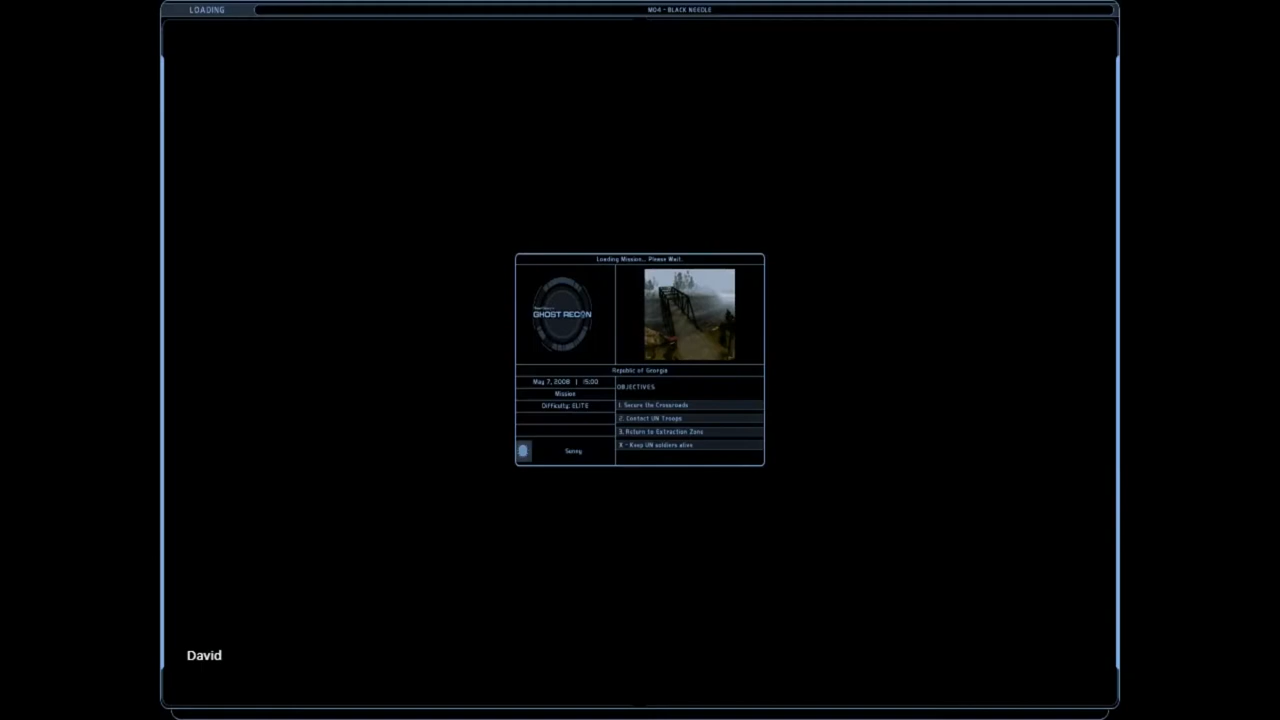 LOADING
M04 - BLACK NEEDLE
Loading Mission... Please Wait.
GHOST RECON
Republic of Georgia
May 7, 2008 | 15:00
Mission
Difficulty: ELITE
Sunny
OBJECTIVES
1. Secure the Crossroads
2. Contact UN Troops
3. Return to Extraction Zone
X - Keep UN soldiers alive
David